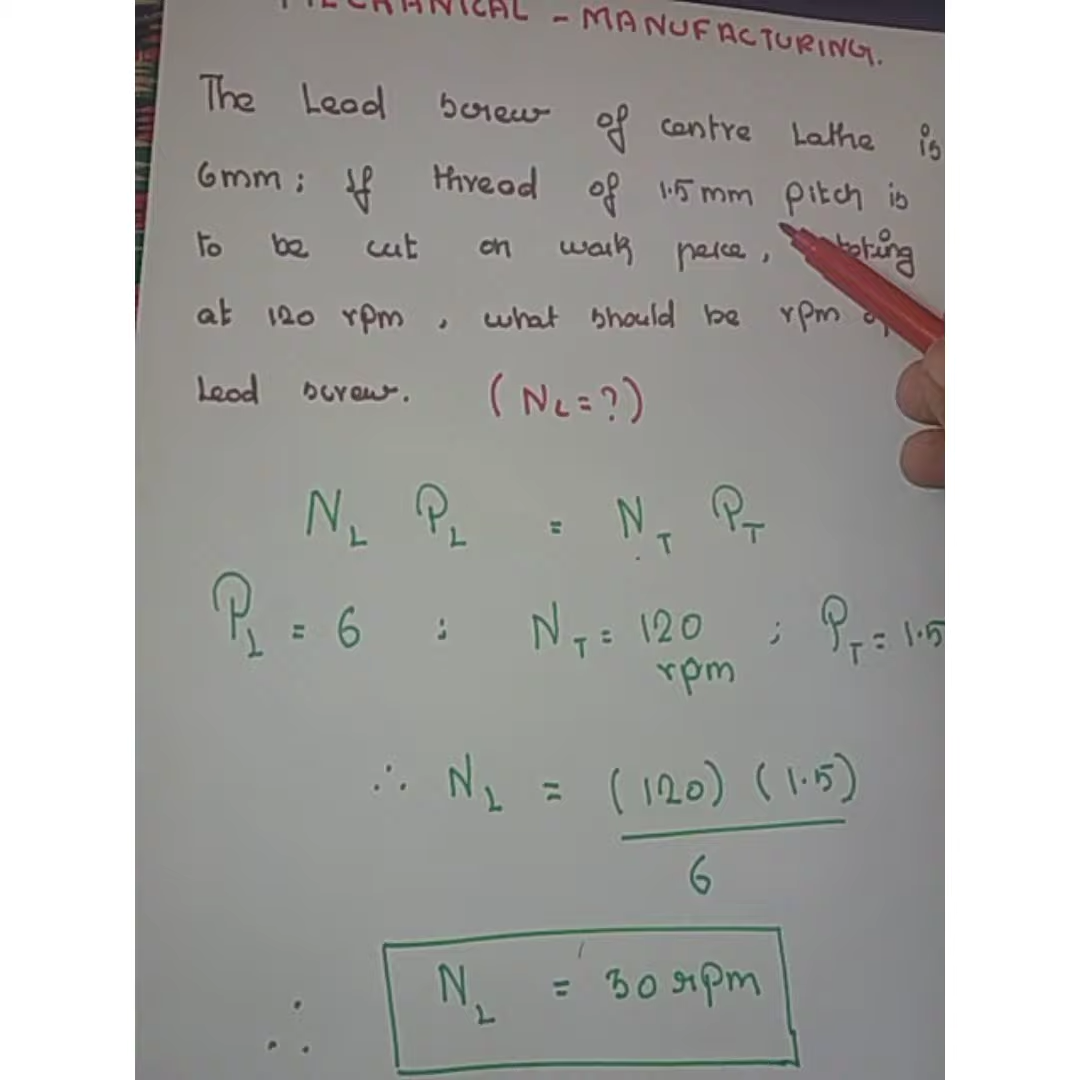 MECHANICAL - MANUFACTURING.
The Lead screw of centre Lathe is
6mm; If thread of 1.5mm pitch is
to be cut on work peice,
at 120 rpm, what should be rpm
Lead screw. (NL=?)
NL PL = NT PT
PL = 6 ; NT = 120 rpm ; PT = 1.5
∴ NL = (120) (1.5)
6
∴ NL = 30 rpm